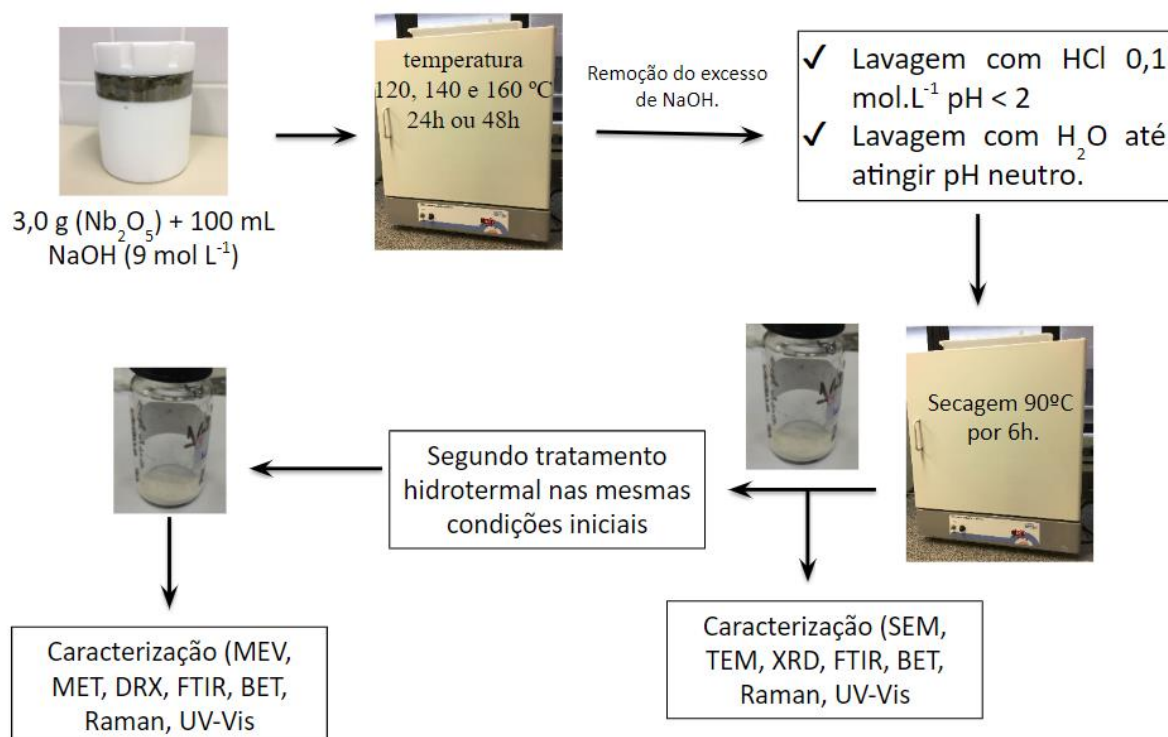 3,0 g (Nb₂O₅) + 100 mL
NaOH (9 mol L⁻¹)
temperatura
120, 140 e 160 ºC
24h ou 48h
Remoção do excesso
de NaOH.
✓ Lavagem com HCl 0,1
mol.L⁻¹ pH < 2
✓ Lavagem com H₂O até
atingir pH neutro.
Secagem 90ºC
por 6h.
Segundo tratamento
hidrotermal nas mesmas
condições iniciais
Caracterização (SEM,
TEM, XRD, FTIR, BET,
Raman, UV-Vis
Caracterização (MEV,
MET, DRX, FTIR, BET,
Raman, UV-Vis